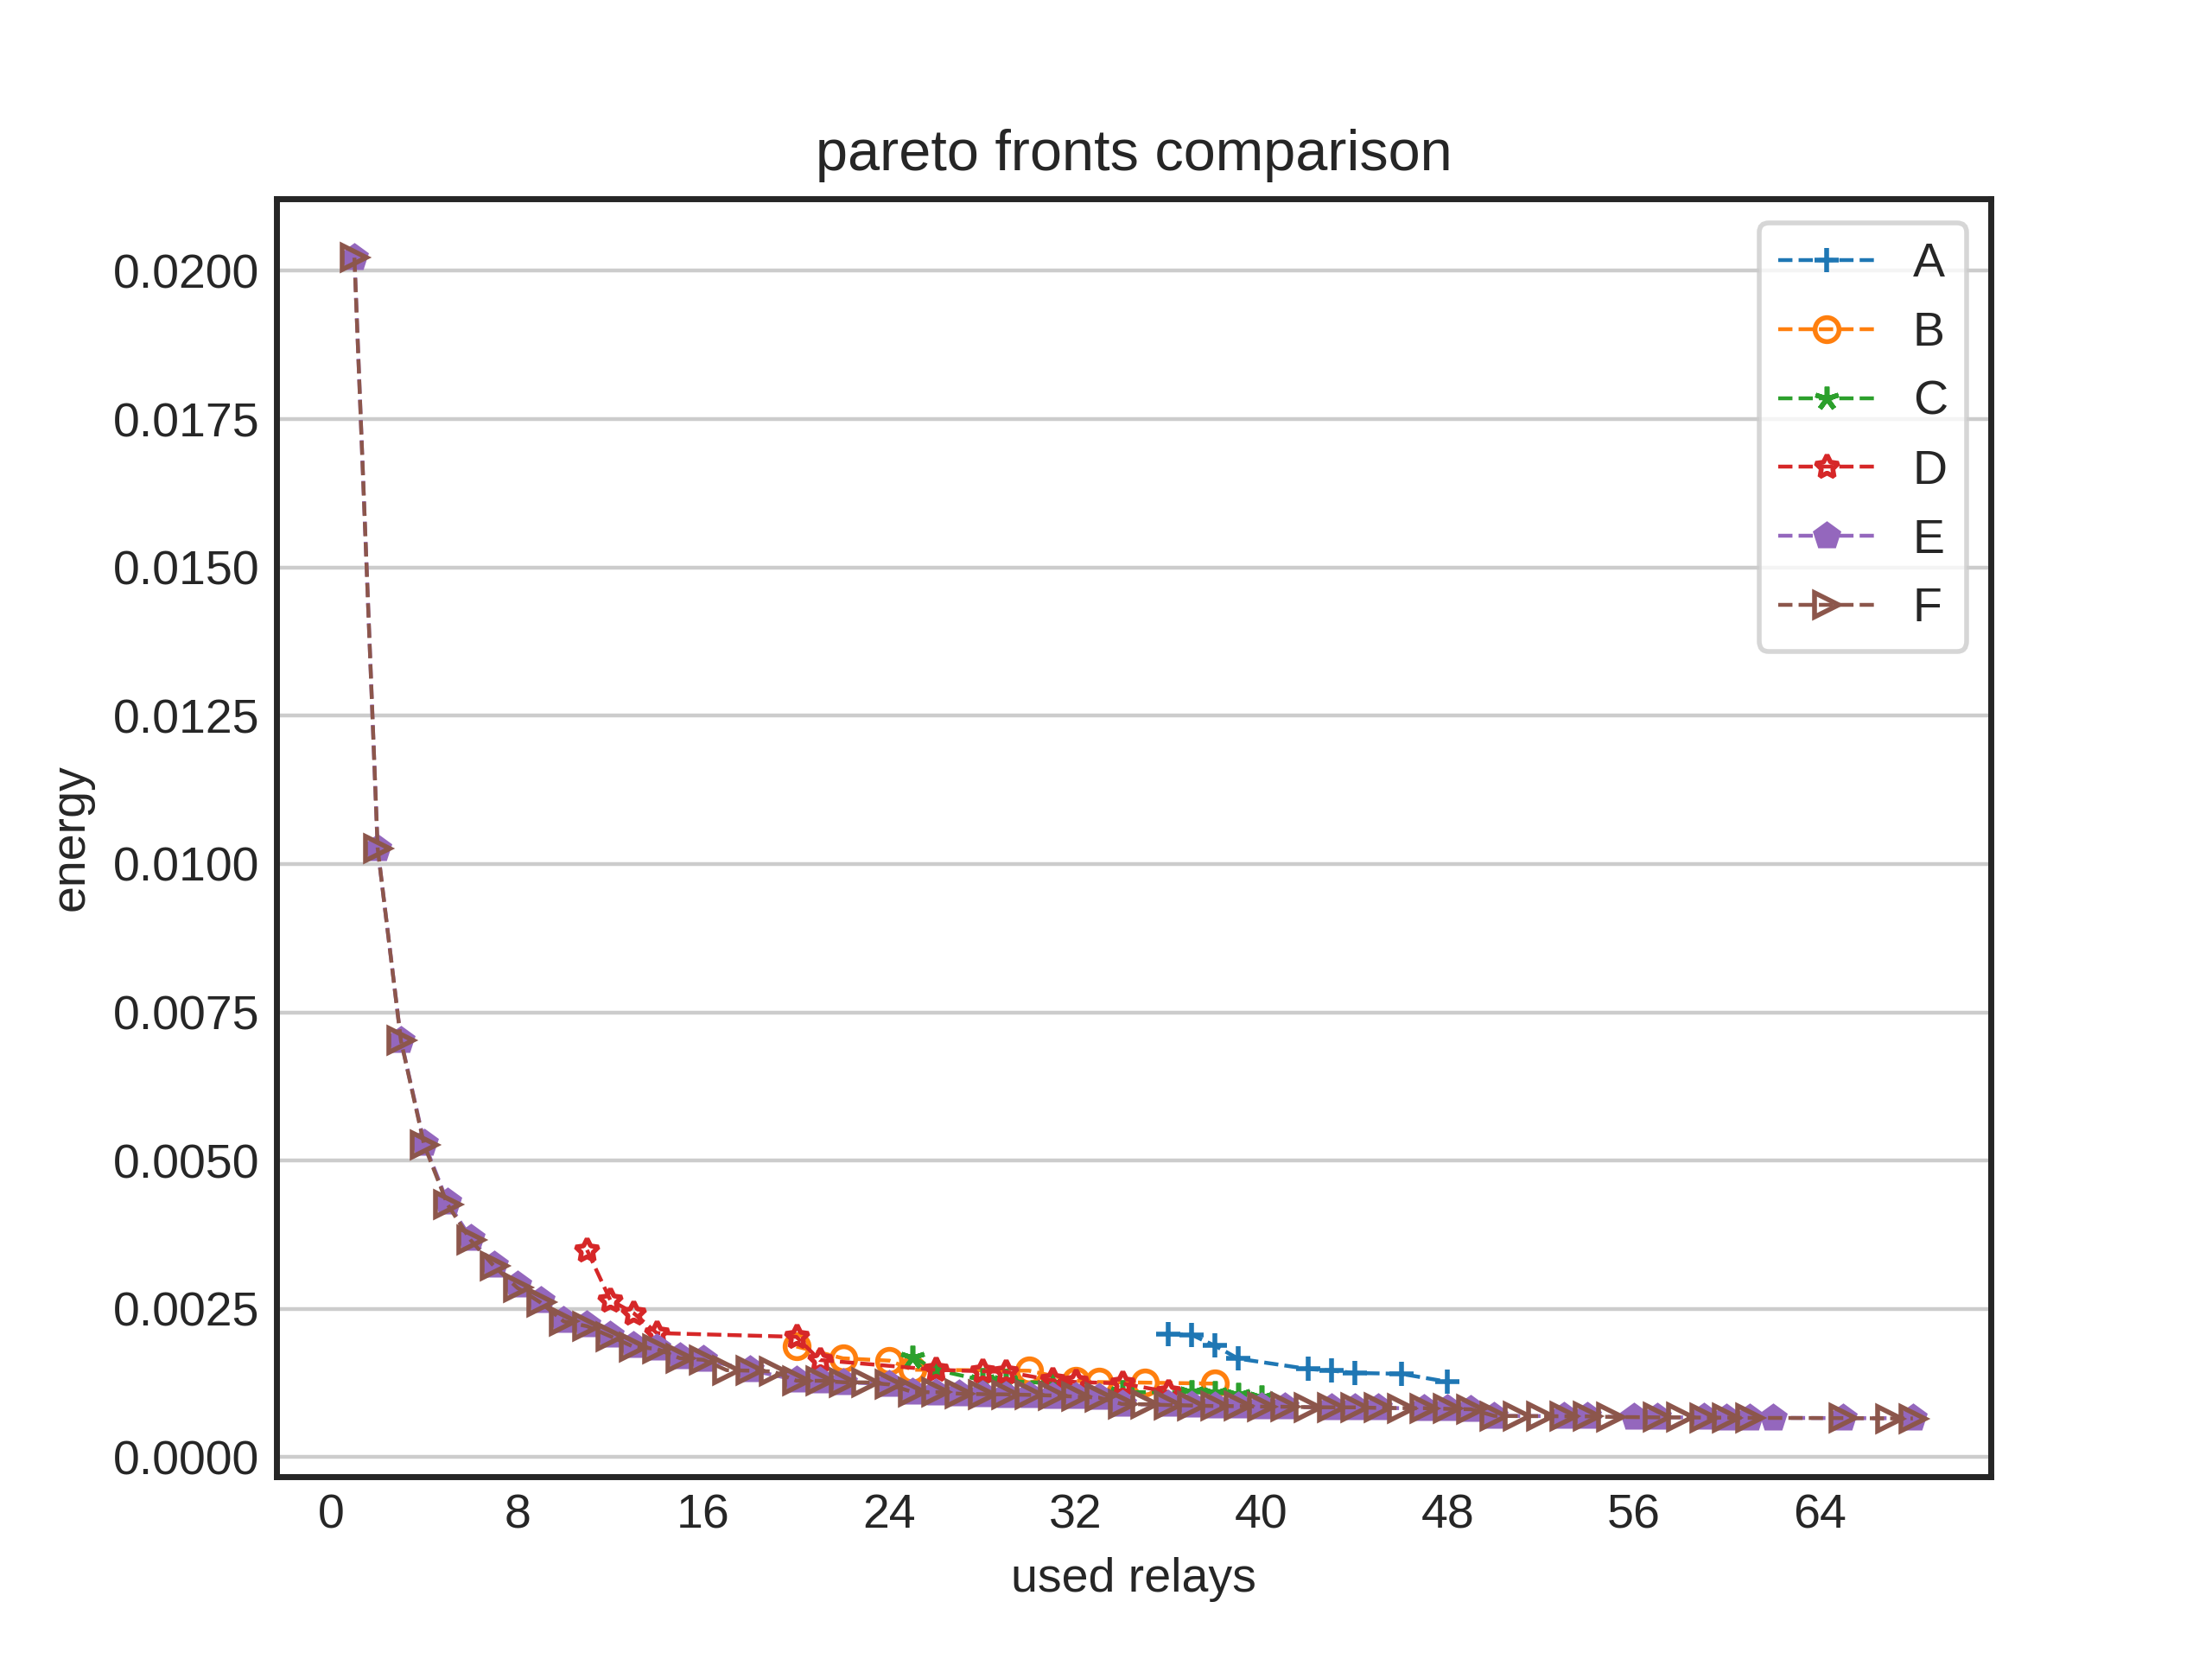 pareto fronts comparison
0.0200
0.0175
0.0150
0.0125
0.0100
0.0075
0.0050
0.0025
0.0000
energy
A
B
C
D
E
F
0 8 16 24 32 40 48 56 64
used relays